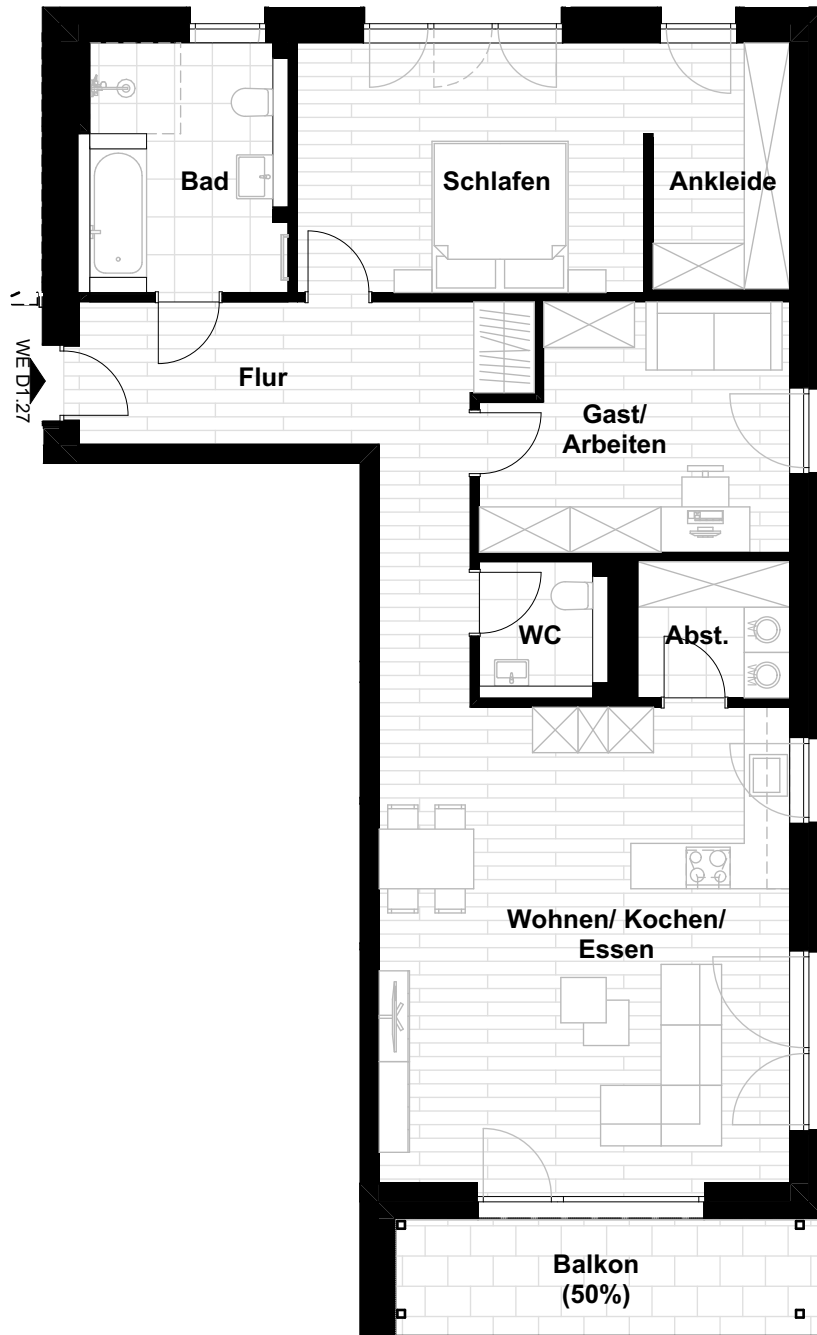 Bad
Schlafen
Ankleide
WE D1.27
Flur
Gast/
Arbeiten
WC
Abst.
Wohnen/ Kochen/
Essen
Balkon
(50%)